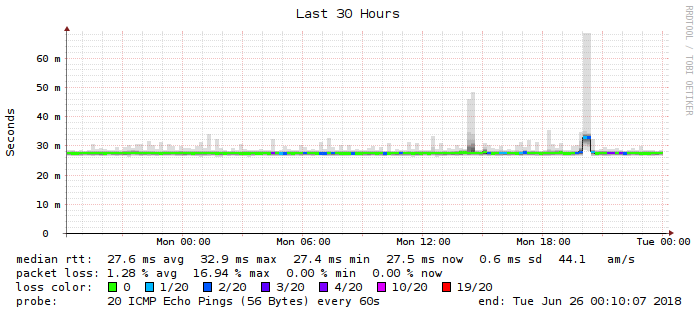 Last 30 Hours
RRDTOOL / TOBI OETIKER
Seconds
60 m
50 m
40 m
30 m
20 m
10 m
0
Mon 00:00 Mon 06:00 Mon 12:00 Mon 18:00 Tue 00:00
median rtt: 27.6 ms avg 32.9 ms max 27.4 ms min 27.5 ms now 0.6 ms sd 44.1 am/s
packet loss: 1.28 % avg 16.94 % max 0.00 % min 0.00 % now
loss color: 0 1/20 2/20 3/20 4/20 10/20 19/20
probe: 20 ICMP Echo Pings (56 Bytes) every 60s end: Tue Jun 26 00:10:07 2018